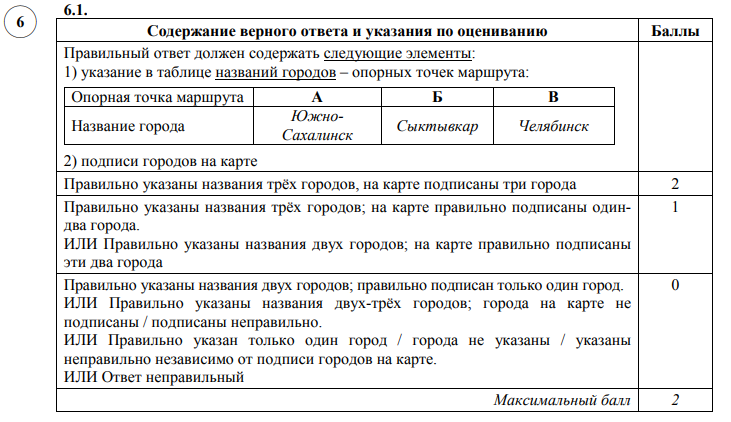 6
6.1.
Содержание верного ответа и указания по оцениванию Баллы
Правильный ответ должен содержать следующие элементы:
1) указание в таблице названий городов – опорных точек маршрута:
Опорная точка маршрута А Б В
Название города Южно-Сахалинск Сыктывкар Челябинск
2) подписи городов на карте
Правильно указаны названия трёх городов, на карте подписаны три города 2
Правильно указаны названия трёх городов; на карте правильно подписаны один- 1
два города.
ИЛИ Правильно указаны названия двух городов; на карте правильно подписаны
эти два города
Правильно указаны названия двух городов; правильно подписан только один город. 0
ИЛИ Правильно указаны названия двух-трёх городов; города на карте не
подписаны / подписаны неправильно.
ИЛИ Правильно указан только один город / города не указаны / указаны
неправильно независимо от подписи городов на карте.
ИЛИ Ответ неправильный
Максимальный балл 2